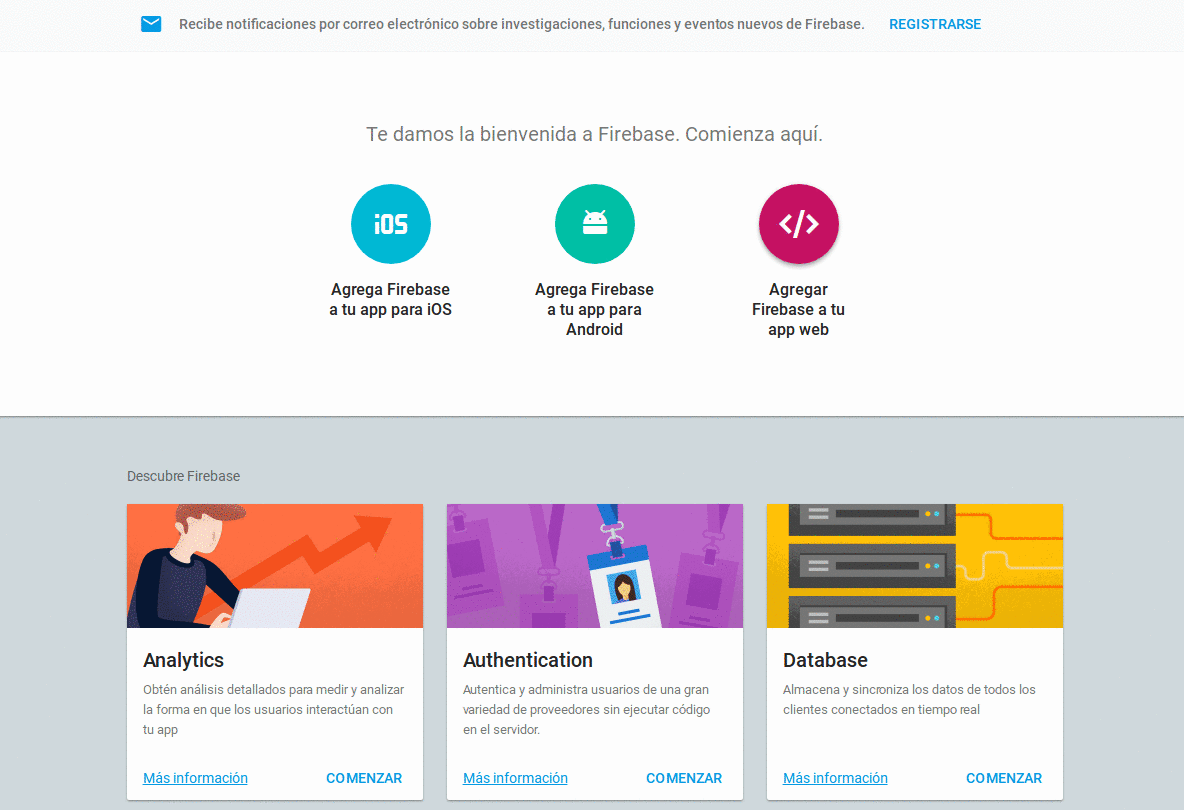 Recibe notificaciones por correo electrónico sobre investigaciones, funciones y eventos nuevos de Firebase. REGISTRARSE
Te damos la bienvenida a Firebase. Comienza aquí.
iOS
Agrega Firebase
a tu app para iOS
Agrega Firebase
a tu app para
Android
</>
Agregar
Firebase a tu
app web
Descubre Firebase
Analytics
Obtén análisis detallados para medir y analizar
la forma en que los usuarios interactúan con
tu app
Más información COMENZAR
Authentication
Autentica y administra usuarios de una gran
variedad de proveedores sin ejecutar código
en el servidor.
Más información COMENZAR
Database
Almacena y sincroniza los datos de todos los
clientes conectados en tiempo real
Más información COMENZAR